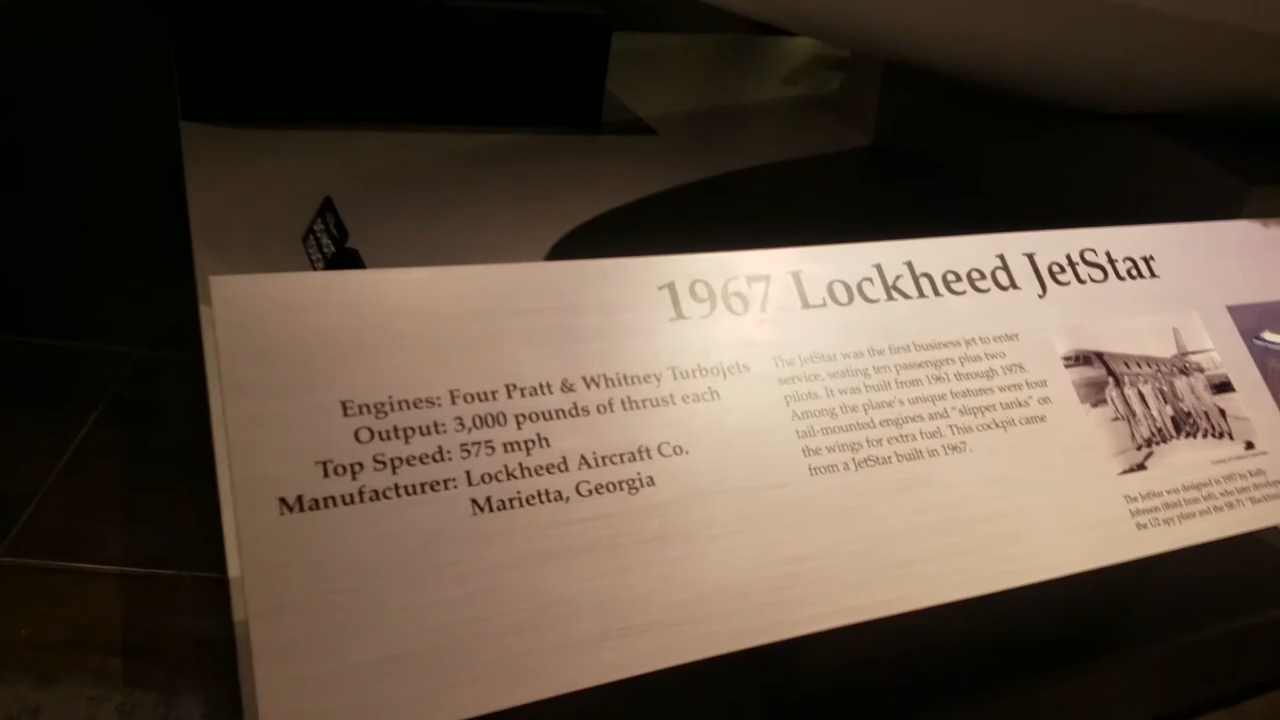 1967 Lockheed JetStar
Engines: Four Pratt & Whitney Turbojets
Output: 3,000 pounds of thrust each
Top Speed: 575 mph
Manufacturer: Lockheed Aircraft Co.
Marietta, Georgia
The JetStar was the first business jet to enter
service, seating ten passengers plus two
pilots. It was built from 1961 through 1978.
Among the plane's unique features were four
tail-mounted engines and "slipper tanks" on
the wings for extra fuel. This cockpit came
from a JetStar built in 1967.
The JetStar was designed in 1957 by Kelly
Johnson (third from left), who later
the U2 spy plane and the SR-71